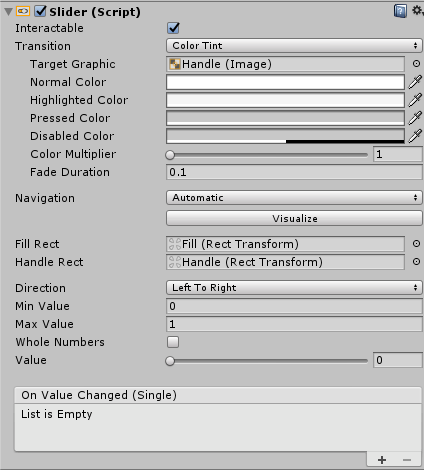 Slider (Script)
Interactable
Transition Color Tint
Target Graphic Handle (Image)
Normal Color
Highlighted Color
Pressed Color
Disabled Color
Color Multiplier 1
Fade Duration 0.1
Navigation Automatic
Visualize
Fill Rect Fill (Rect Transform)
Handle Rect Handle (Rect Transform)
Direction Left To Right
Min Value 0
Max Value 1
Whole Numbers
Value 0
On Value Changed (Single)
List is Empty